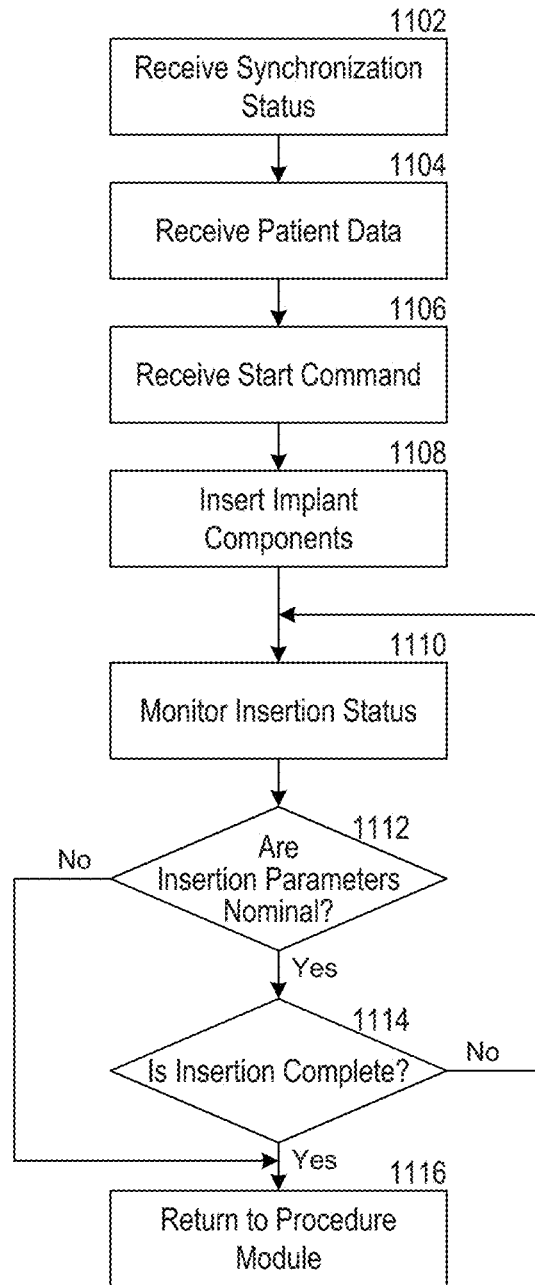 1102
Receive Synchronization
Status
1104
Receive Patient Data
1106
Receive Start Command
1108
Insert Implant
Components
1110
Monitor Insertion Status
1112
No
Are
Insertion Parameters
Nominal?
Yes
1114
Is Insertion Complete?
No
Yes
1116
Return to Procedure
Module